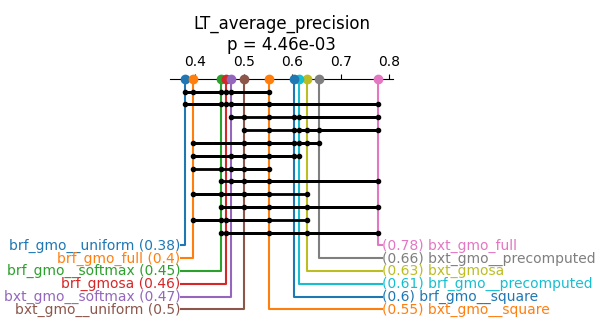 LT_average_precision
p = 4.46e-03
0.4 0.5 0.6 0.7 0.8
brf_gmo__uniform (0.38)
brf_gmo_full (0.4)
brf_gmo__softmax (0.45)
brf_gmosa (0.46)
bxt_gmo__softmax (0.47)
bxt_gmo__uniform (0.5)
(0.78) bxt_gmo_full
(0.66) bxt_gmo__precomputed
(0.63) bxt_gmosa
(0.61) brf_gmo__precomputed
(0.6) brf_gmo__square
(0.55) bxt_gmo__square